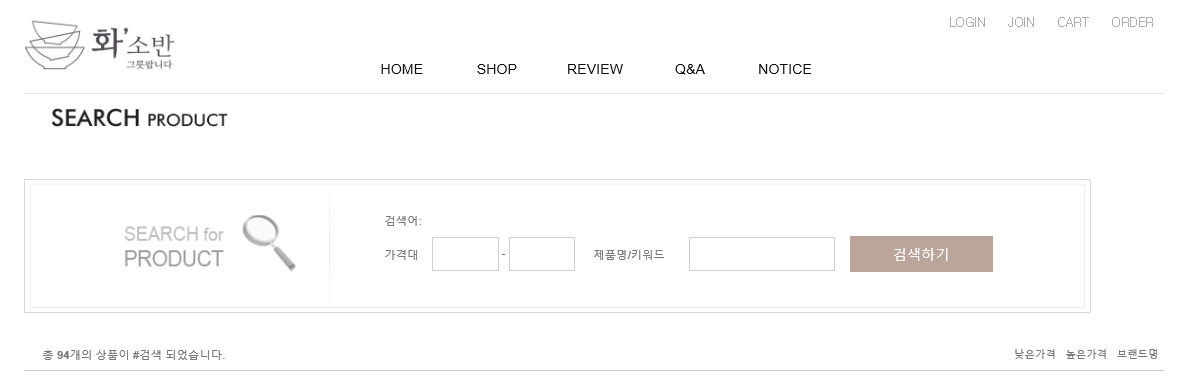 LOGIN JOIN CART ORDER
화'소반
그릇팝니다
HOME SHOP REVIEW Q&A NOTICE
SEARCH PRODUCT
SEARCH for
PRODUCT
검색어:
가격대 - 제품명/키워드 검색하기
총 94개의 상품이 #검색 되었습니다.
낮은가격 높은가격 브랜드명